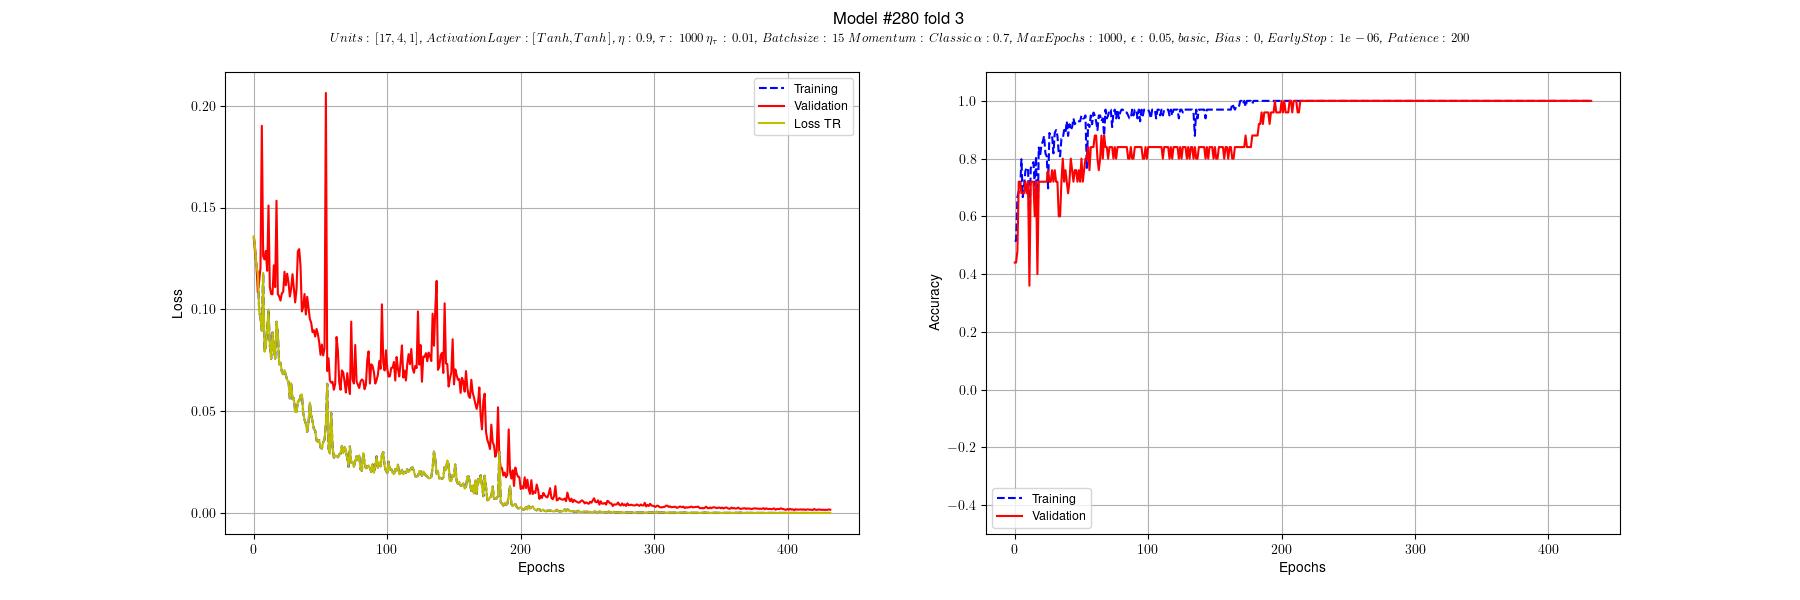 Model #280 fold 3
Units : [17, 4, 1], ActivationLayer : [Tanh, Tanh], η : 0.9, τ : 1000 η_τ : 0.01, Batchsize : 15 Momentum : Classic α : 0.7, MaxEpochs : 1000, ϵ : 0.05, basic, Bias : 0, EarlyStop : 1e − 06, Patience : 200
Training
Validation
Loss TR
0.20
0.15
0.10
0.05
0.00
Loss
0
100
200
300
400
Epochs
1.0
0.8
0.6
0.4
0.2
0.0
−0.2
−0.4
Accuracy
Training
Validation
0
100
200
300
400
Epochs